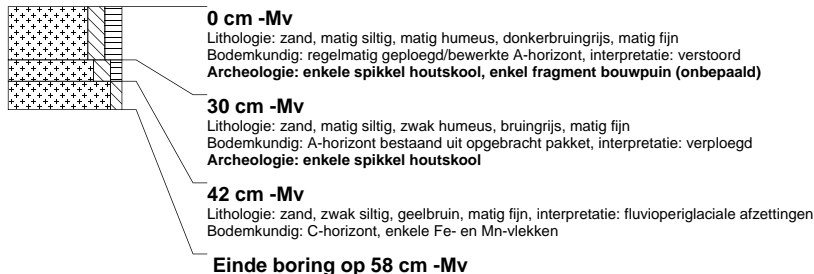 0 cm -Mv
Lithologie: zand, matig siltig, matig humeus, donkerbruingrijs, matig fijn
Bodemkundig: regelmatig geploegd/bewerkte A-horizont, interpretatie: verstoord
Archeologie: enkele spikkel houtskool, enkel fragment bouwpuin (onbepaald)
30 cm -Mv
Lithologie: zand, matig siltig, zwak humeus, bruingrijs, matig fijn
Bodemkundig: A-horizont bestaand uit opgebracht pakket, interpretatie: verploegd
Archeologie: enkele spikkel houtskool
42 cm -Mv
Lithologie: zand, zwak siltig, geelbruin, matig fijn, interpretatie: fluvioperiglaciale afzettingen
Bodemkundig: C-horizont, enkele Fe- en Mn-vlekken
Einde boring op 58 cm -Mv